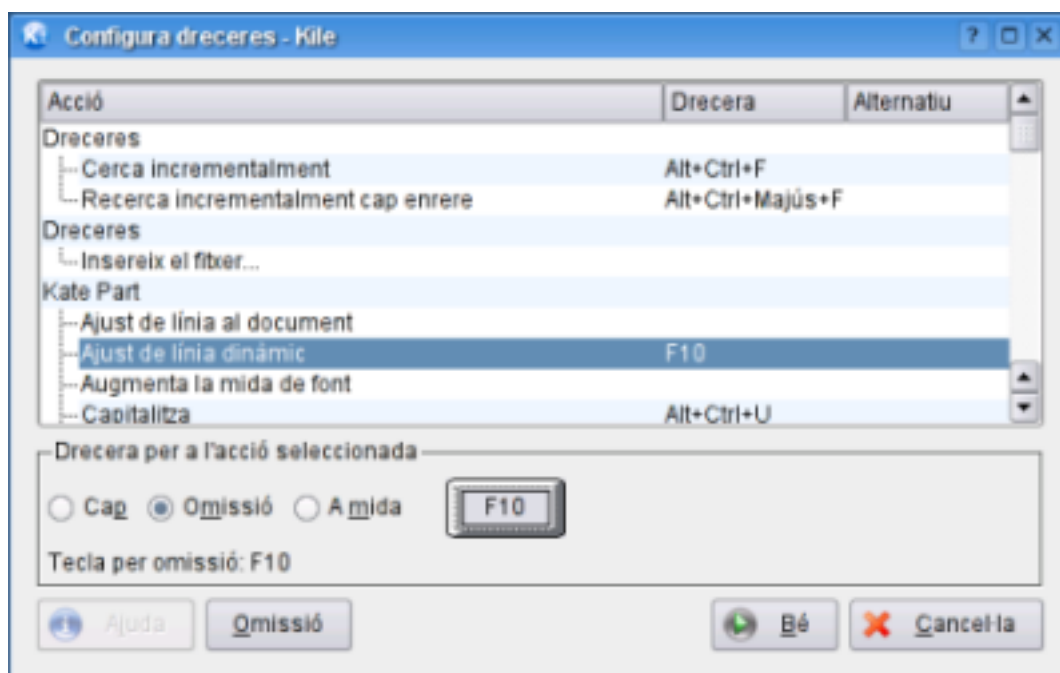 Configura dreceres - Kile
Acció Drecera Alternatiu
Dreceres
Cerca incrementalment Alt+Ctrl+F
Recerca incrementalment cap enrere Alt+Ctrl+Majús+F
Dreceres
Insereix el fitxer...
Kate Part
Ajust de línia al document
Ajust de línia dinàmic F10
Augmenta la mida de font
Capitalitza Alt+Ctrl+U
Drecera per a l'acció seleccionada
Cap Omissió A mida F10
Tecla per omissió: F10
Ajuda Omissió Bé Cancel·la